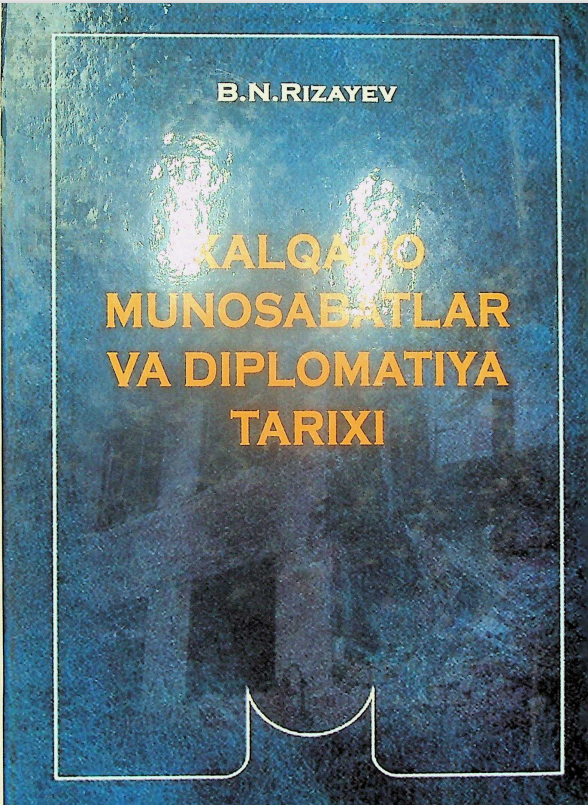 B.N.RIZAYEV
XALQARO
MUNOSABATLAR
VA DIPLOMATIYA
TARIXI